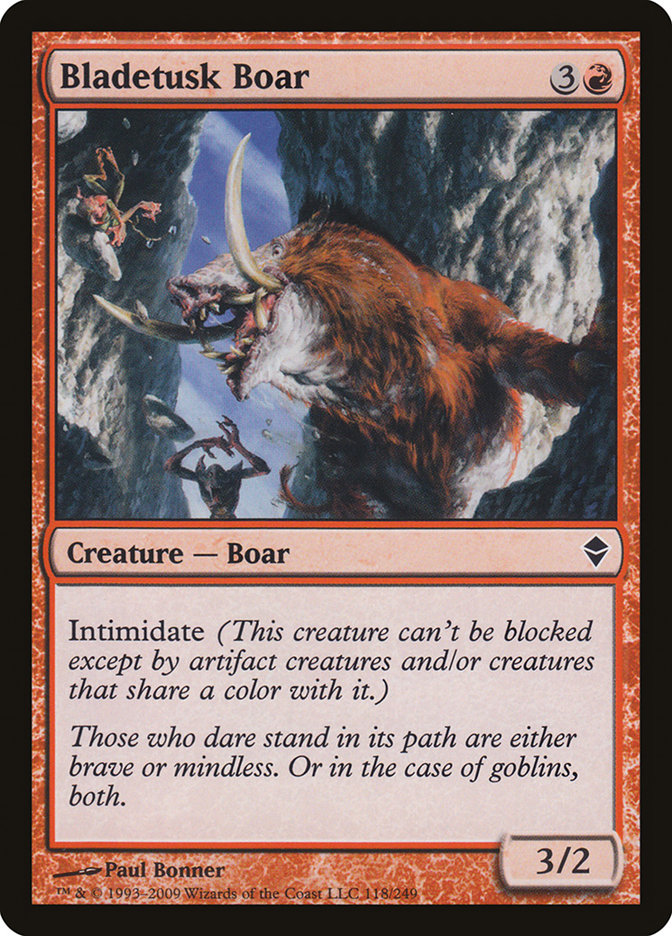 Bladetusk Boar 3
Creature — Boar
Intimidate (This creature can't be blocked
except by artifact creatures and/or creatures
that share a color with it.)
Those who dare stand in its path are either
brave or mindless. Or in the case of goblins,
both.
3/2
Paul Bonner
™ & © 1993–2009 Wizards of the Coast LLC 118/249